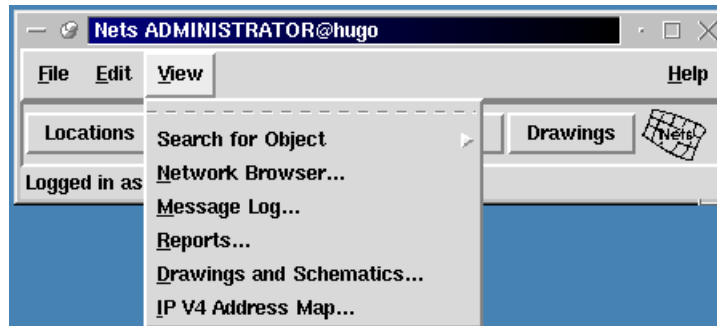 Nets ADMINISTRATOR@hugo
File Edit View Help
Locations Drawings Nets
Logged in as
Search for Object
Network Browser...
Message Log...
Reports...
Drawings and Schematics...
IP V4 Address Map...